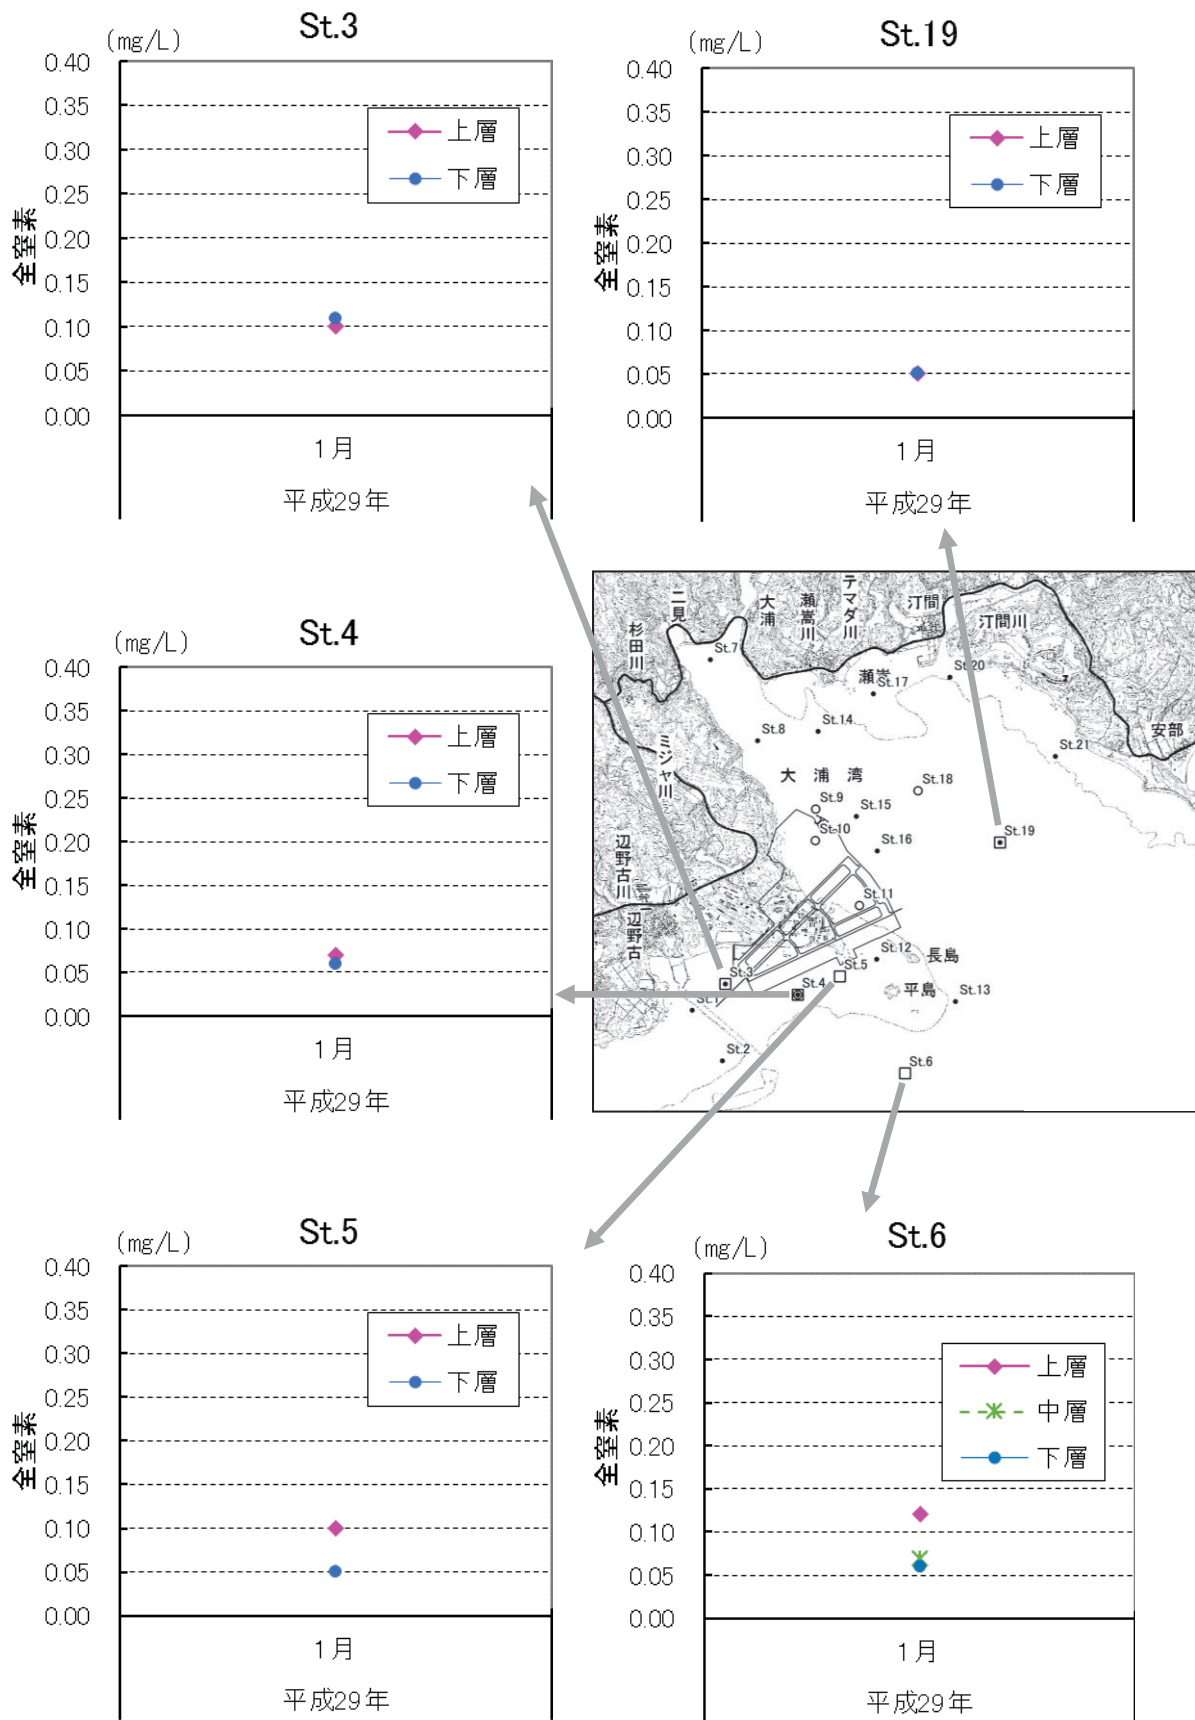 St.3
(mg/L)
0.40
0.35
0.30
0.25
0.20
0.15
0.10
0.05
0.00
全窒素
上層
下層
1月
平成29年
St.19
(mg/L)
0.40
0.35
0.30
0.25
0.20
0.15
0.10
0.05
0.00
全窒素
上層
下層
1月
平成29年
St.4
(mg/L)
0.40
0.35
0.30
0.25
0.20
0.15
0.10
0.05
0.00
全窒素
上層
下層
1月
平成29年
杉田川
二見
大浦
瀬嵩川
テマダ川
汀間
汀間川
安部
ミジャ川
辺野古川
辺野古
瀬嵩
大浦湾
長島
平島
St.7
St.20
St.17
St.14
St.8
St.21
St.18
St.9
St.15
St.10
St.16
St.19
St.11
St.12
St.5
St.3
St.4
St.13
St.1
St.2
St.6
St.5
(mg/L)
0.40
0.35
0.30
0.25
0.20
0.15
0.10
0.05
0.00
全窒素
上層
下層
1月
平成29年
St.6
(mg/L)
0.40
0.35
0.30
0.25
0.20
0.15
0.10
0.05
0.00
全窒素
上層
中層
下層
1月
平成29年